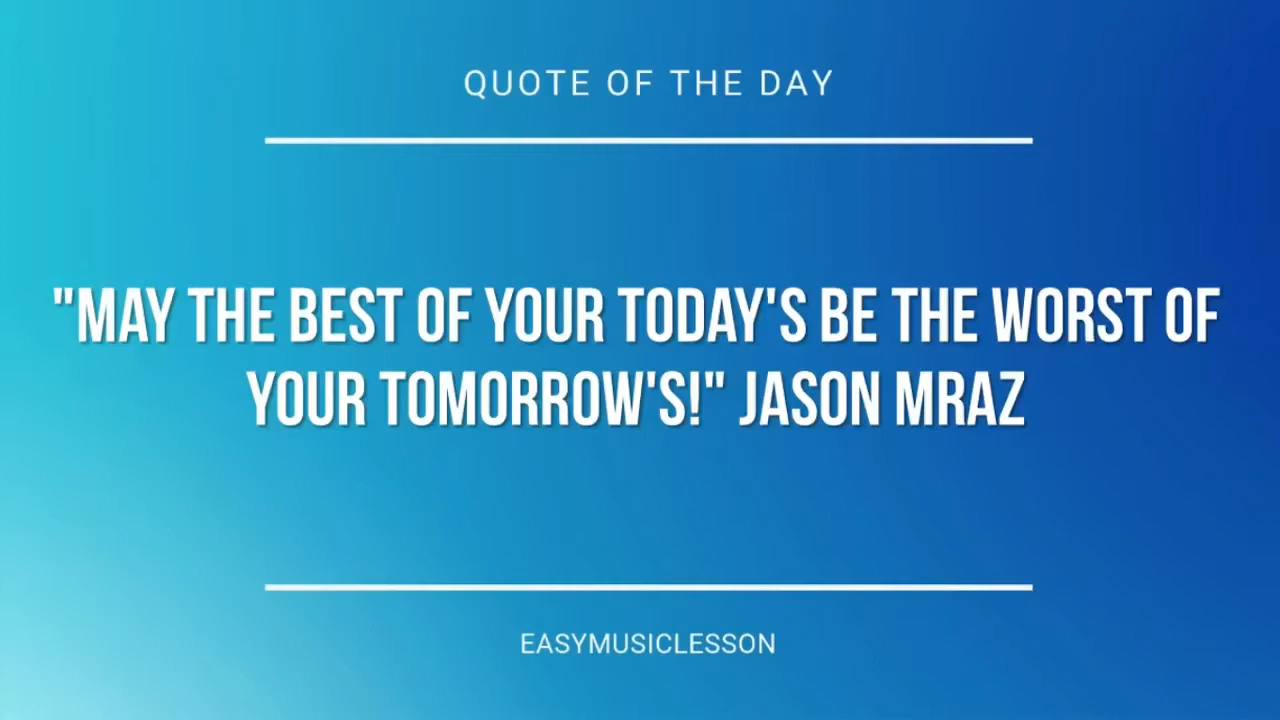 QUOTE OF THE DAY
"MAY THE BEST OF YOUR TODAY'S BE THE WORST OF
YOUR TOMORROW'S!" JASON MRAZ
EASYMUSICLESSON